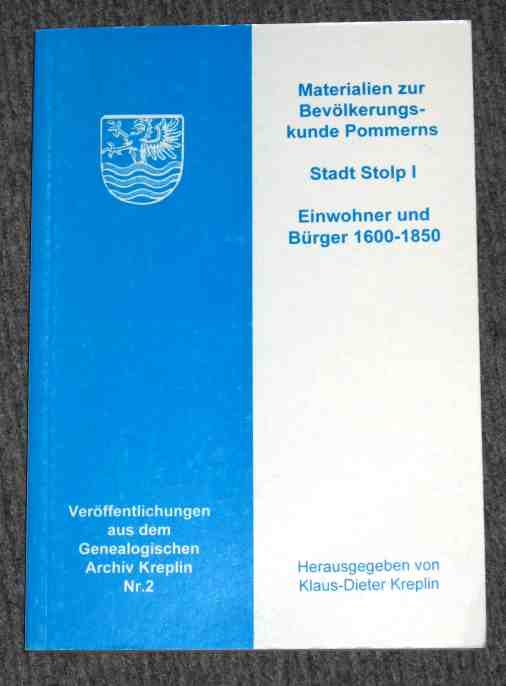 Materialien zur
Bevölkerungs-
kunde Pommerns
Stadt Stolp I
Einwohner und
Bürger 1600-1850
Veröffentlichungen
aus dem
Genealogischen
Archiv Kreplin
Nr.2
Herausgegeben von
Klaus-Dieter Kreplin